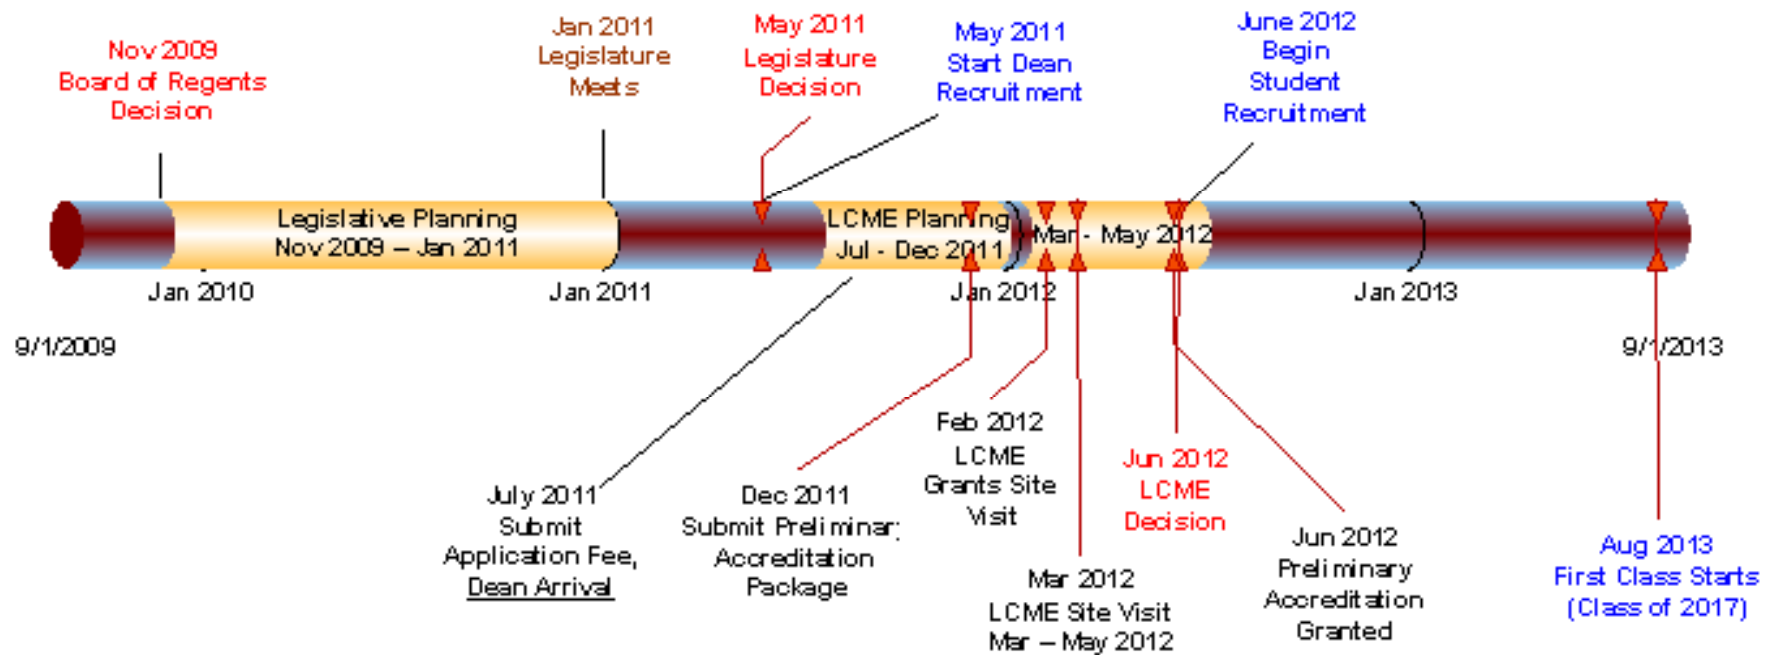 Nov 2009
Board of Regents
Decision
Jan 2011
Legislature
Meets
May 2011
Legislature
Decision
May 2011
Start Dean
Recruitment
June 2012
Begin
Student
Recruitment
Legislative Planning
Nov 2009 – Jan 2011
LCME Planning
Jul - Dec 2011
Mar - May 2012
Jan 2010
Jan 2011
Jan 2012
Jan 2013
9/1/2009
9/1/2013
July 2011
Submit
Application Fee,
Dean Arrival
Dec 2011
Submit Preliminar
Accreditation
Package
Feb 2012
LCME
Grants Site
Visit
Mar 2012
LCME Site Visit
Mar – May 2012
Jun 2012
LCME
Decision
Jun 2012
Preliminary
Accreditation
Granted
Aug 2013
First Class Starts
(Class of 2017)